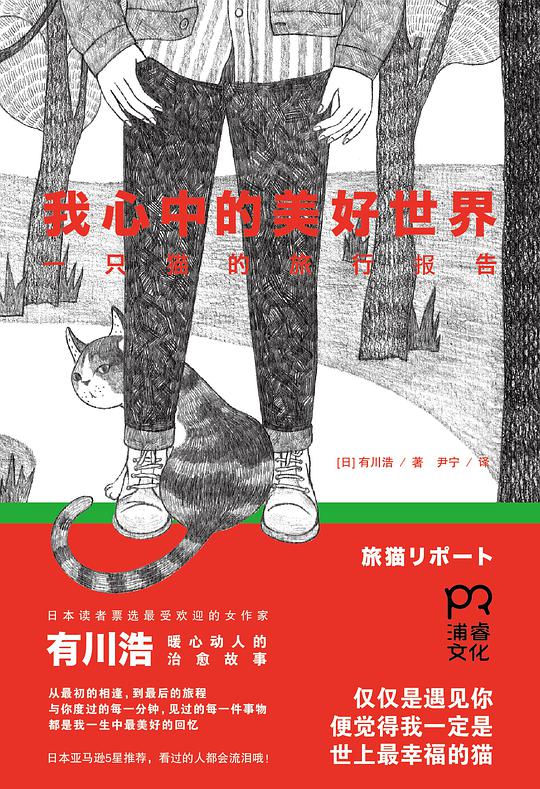 我心中的美好世界
一只猫的旅行报告
[日]有川浩 / 著 尹宁 / 译
旅猫リポート
浦睿
文化
日本读者票选最受欢迎的女作家
有川浩 暖心动人的
治愈故事
从最初的相逢，到最后的旅程
与你度过的每一分钟，见过的每一件事物
都是我一生中最美好的回忆
日本亚马逊5星推荐，看过的人都会流泪哦！
仅仅是遇见你
便觉得我一定是
世上最幸福的猫